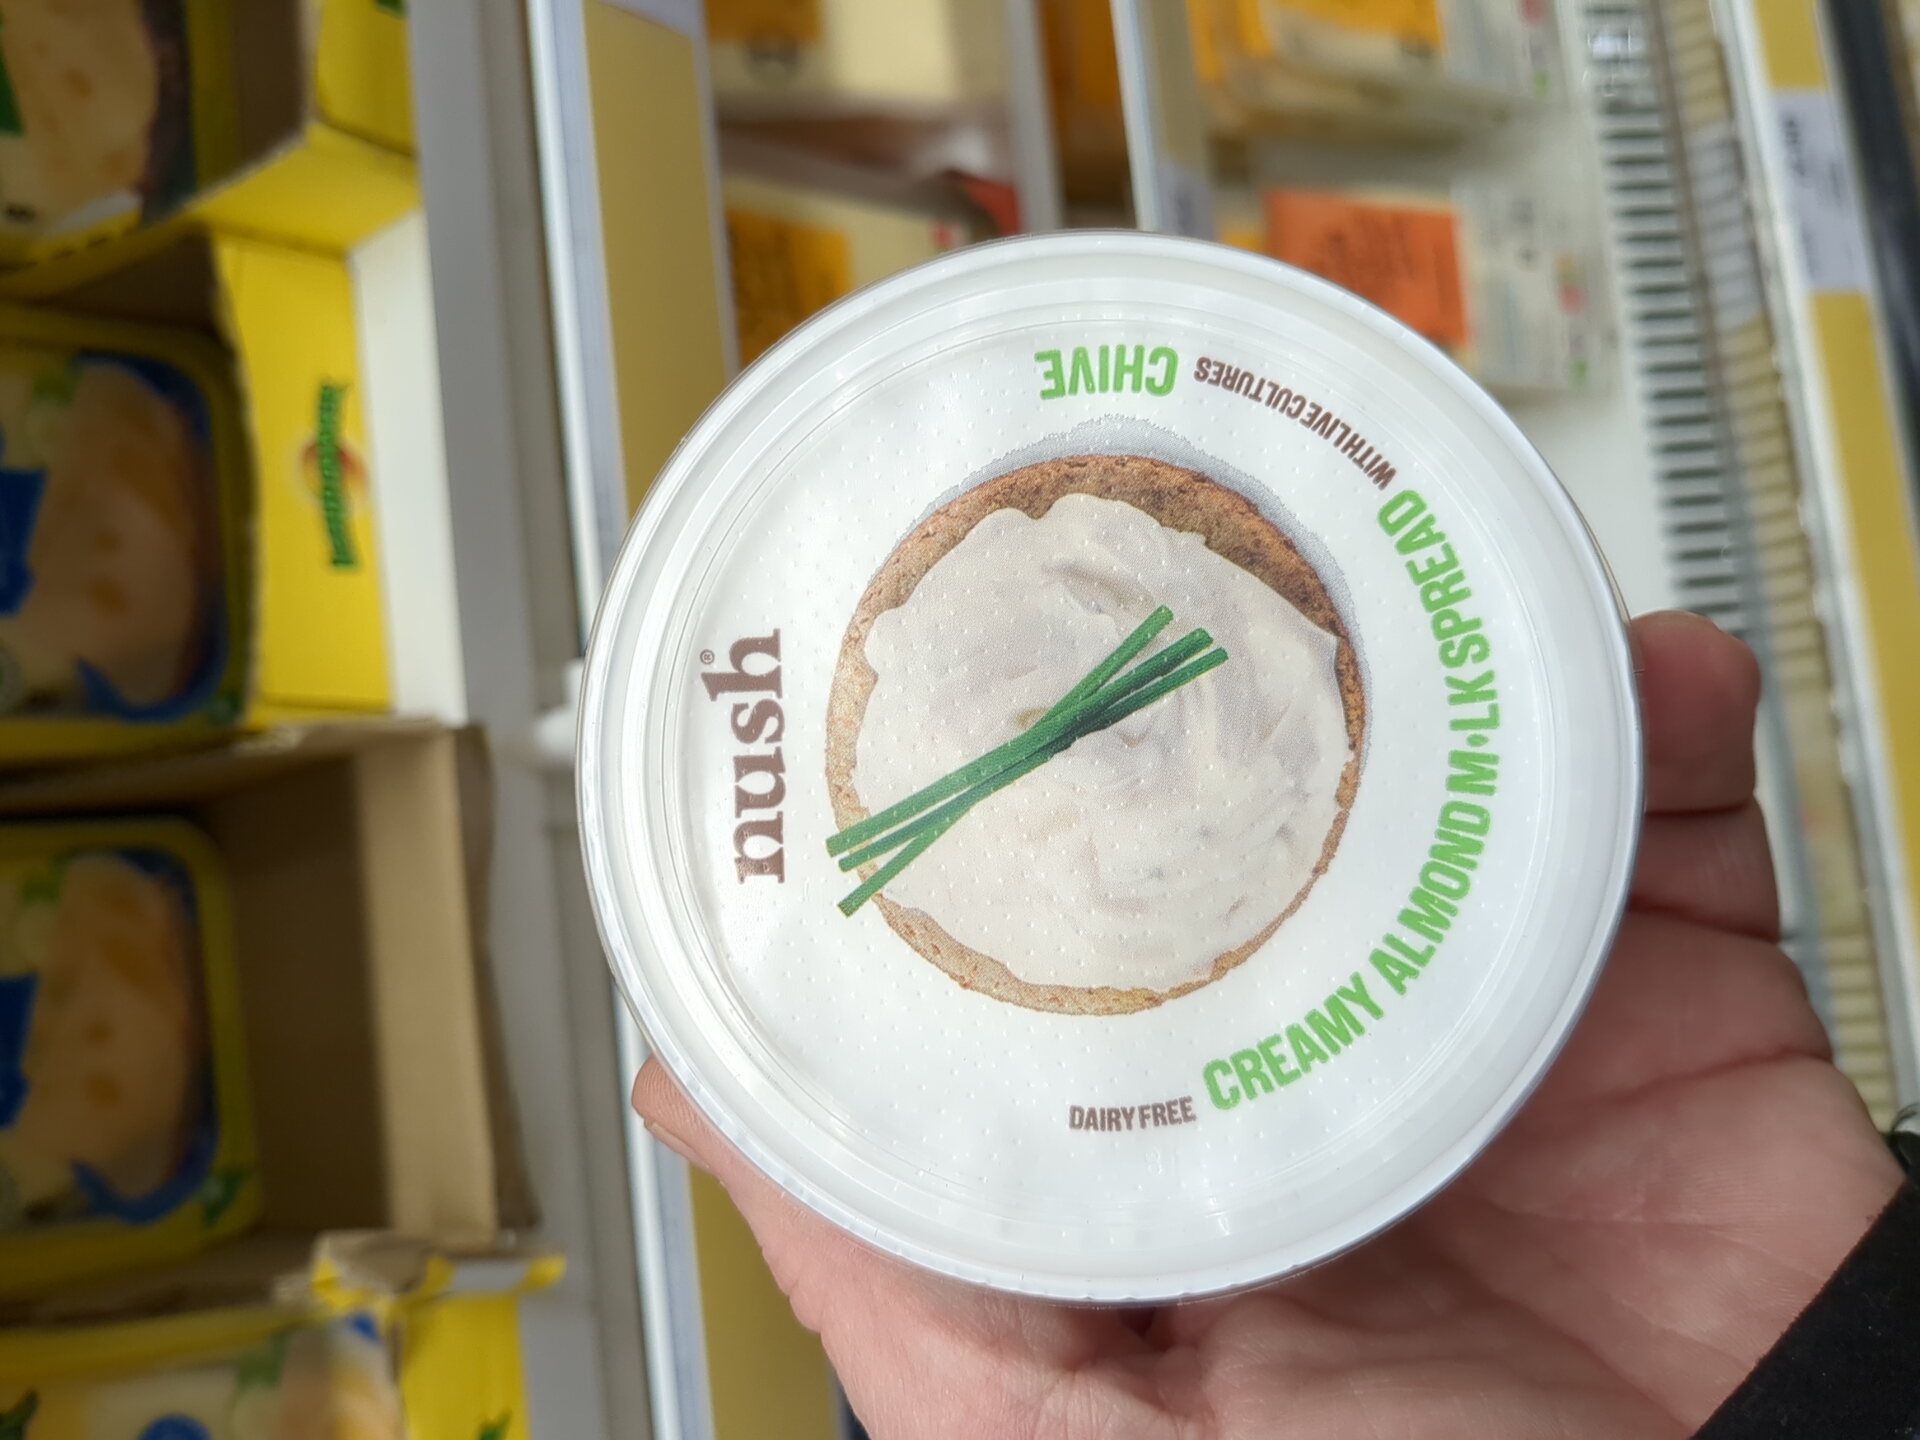 nush®
DAIRY FREE
CREAMY ALMOND M•LK SPREAD
WITH LIVE CULTURES
CHIVE